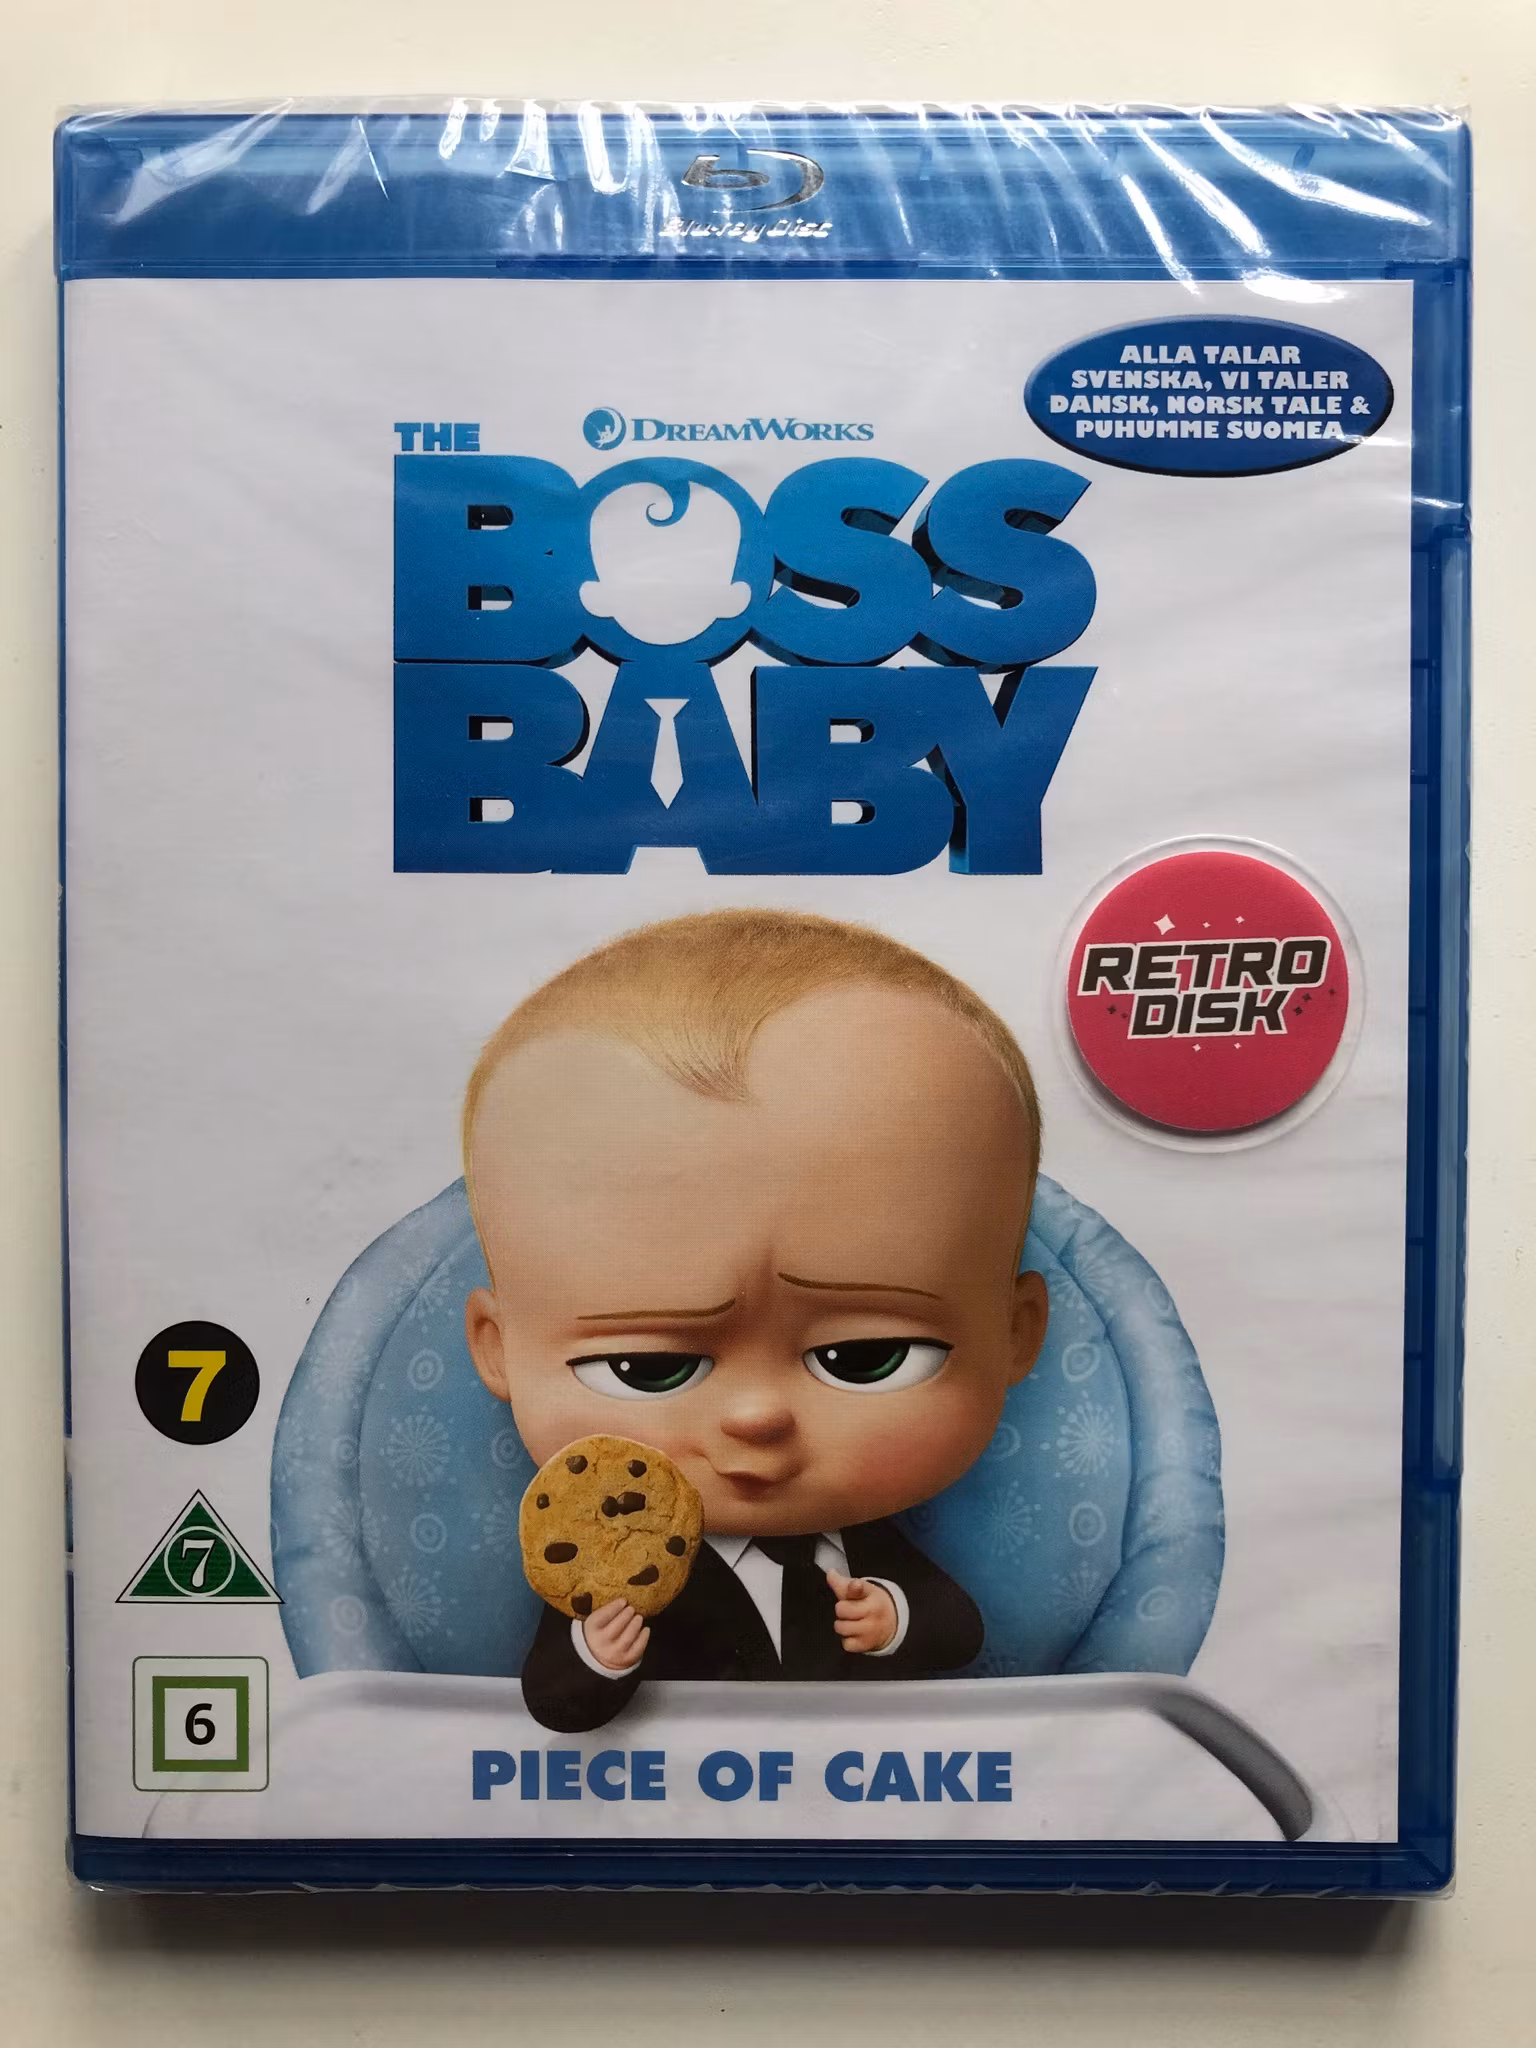 Blu-ray Disc
ALLA TALAR
SVENSKA, VI TALER
DANSK, NORSK TALE &
PUHUMME SUOMEA
THE
DREAMWORKS
BOSS
BABY
RETRO
DISK
7
7
6
PIECE OF CAKE